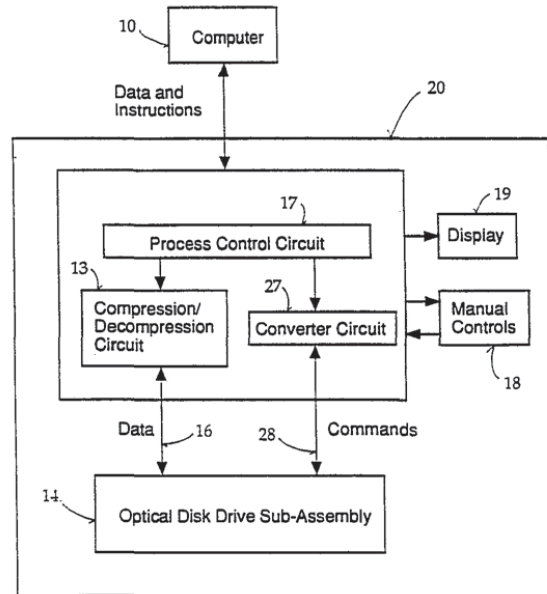 10
Computer
Data and
Instructions
20
17
Process Control Circuit
19
Display
13
Compression/
Decompression
Circuit
27
Converter Circuit
Manual
Controls
18
Data
16
28
Commands
14
Optical Disk Drive Sub-Assembly